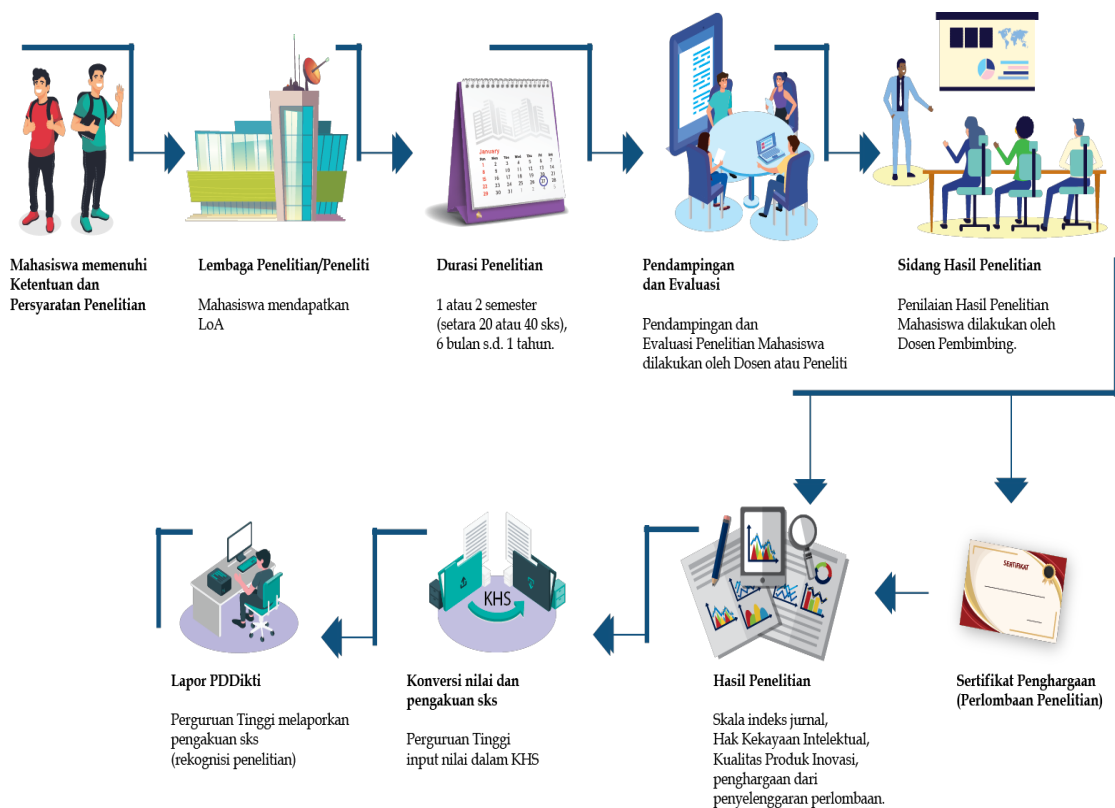 Mahasiswa memenuhi
Ketentuan dan
Persyaratan Penelitian
Lembaga Penelitian/Peneliti
Mahasiswa mendapatkan
LoA
January
Durasi Penelitian
1 atau 2 semester
(setara 20 atau 40 sks),
6 bulan s.d. 1 tahun.
Pendampingan
dan Evaluasi
Pendampingan dan
Evaluasi Penelitian Mahasiswa
dilakukan oleh Dosen atau Peneliti
Sidang Hasil Penelitian
Penilaian Hasil Penelitian
Mahasiswa dilakukan oleh
Dosen Pembimbing.
Lapor PDDikti
Perguruan Tinggi melaporkan
pengakuan sks
(rekognisi penelitian)
KHS
Konversi nilai dan
pengakuan sks
Perguruan Tinggi
input nilai dalam KHS
Hasil Penelitian
Skala indeks jurnal,
Hak Kekayaan Intelektual,
Kualitas Produk Inovasi,
penghargaan dari
penyelenggaran perlombaan.
SERTIFIKAT
Sertifikat Penghargaan
(Perlombaan Penelitian)